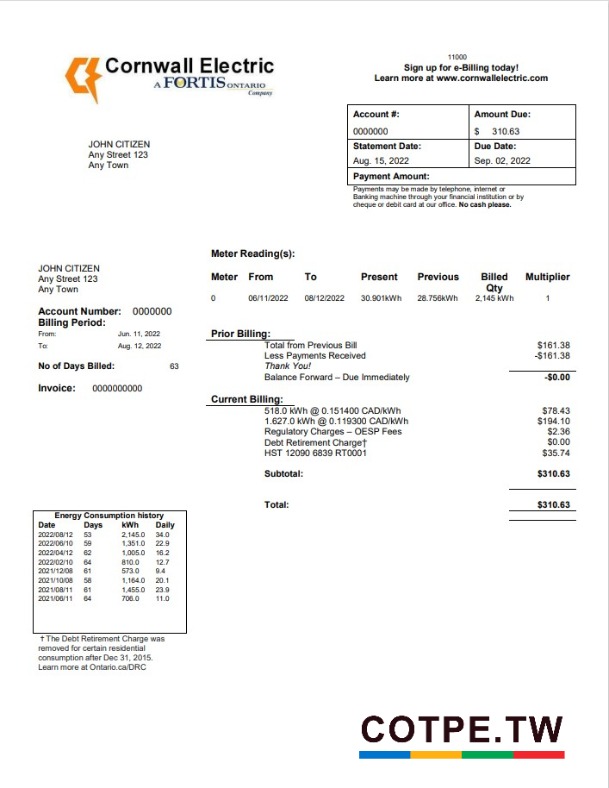 Cornwall Electric
A FORTIS ONTARIO
Company
11000
Sign up for e-Billing today!
Learn more at www.cornwallelectric.com
Account #:
Amount Due:
0000000
$ 310.63
Statement Date:
Due Date:
Aug. 15, 2022
Sep. 02, 2022
Payment Amount:
Payments may be made by telephone, internet or
Banking machine through your financial institution or by
cheque or debit card at our office. No cash please.
JOHN CITIZEN
Any Street 123
Any Town
JOHN CITIZEN
Any Street 123
Any Town
Account Number: 0000000
Billing Period:
From: Jun. 11, 2022
To: Aug. 12, 2022
No of Days Billed: 63
Invoice: 0000000000
Meter Reading(s):
Meter From To Present Previous Billed Qty Multiplier
0 06/11/2022 08/12/2022 30.901kWh 28.756kWh 2,145 kWh 1
Prior Billing:
Total from Previous Bill $161.38
Less Payments Received -$161.38
Thank You!
Balance Forward – Due Immediately -$0.00
Current Billing:
518.0 kWh @ 0.151400 CAD/kWh $78.43
1.627.0 kWh @ 0.119300 CAD/kWh $194.10
Regulatory Charges – OESP Fees $2.36
Debt Retirement Charge† $0.00
HST 12090 6839 RT0001 $35.74
Subtotal: $310.63
Total: $310.63
Energy Consumption history
Date Days kWh Daily
2022/08/12 53 2,145.0 34.0
2022/06/10 59 1,351.0 22.9
2022/04/12 62 1,005.0 16.2
2022/02/10 64 810.0 12.7
2021/12/08 61 573.0 9.4
2021/10/08 58 1,164.0 20.1
2021/08/11 61 1,455.0 23.9
2021/06/11 64 706.0 11.0
† The Debt Retirement Charge was
removed for certain residential
consumption after Dec 31, 2015.
Learn more at Ontario.ca/DRC
COTPE.TW